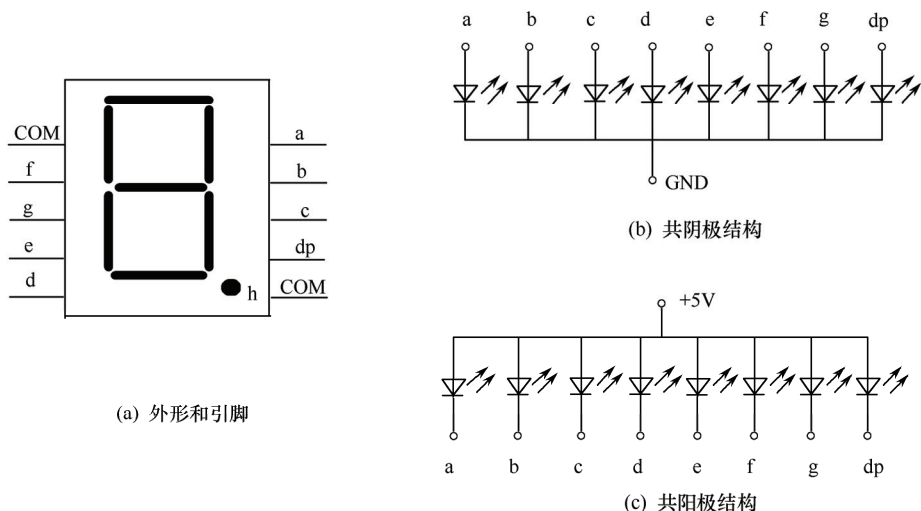 COM a
f b
g c
e dp
d COM
h
(a) 外形和引脚
a b c d e f g dp
GND
(b) 共阴极结构
+5V
a b c d e f g dp
(c) 共阳极结构